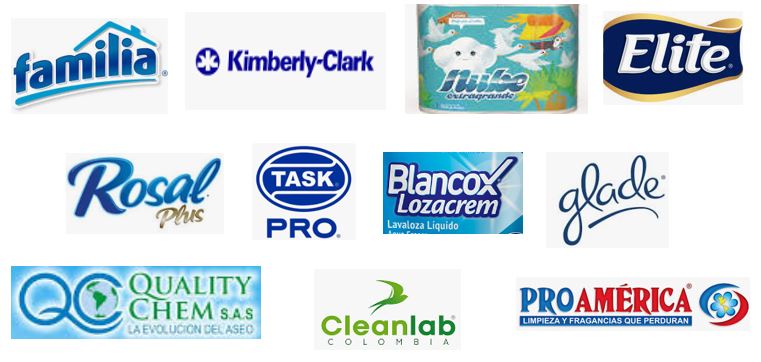 familia®
Kimberly-Clark
Nube
extragrande
Elite®
Rosal®
Plus
TASK
PRO®
Blancox
Lozacrem
Lavaloza Líquido
glade®
QC QUALITY
CHEM S.A.S
LA EVOLUCION DEL ASEO
Cleanlab®
COLOMBIA
PROAMÉRICA®
LIMPIEZA Y FRAGANCIAS QUE PERDURAN